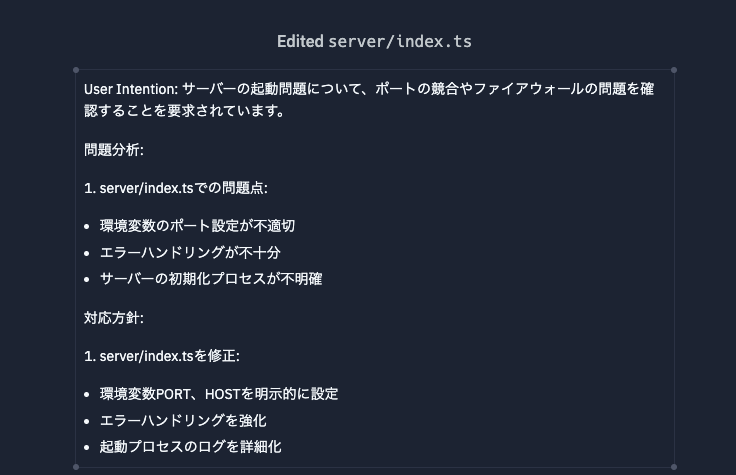 Edited server/index.ts
User Intention: サーバーの起動問題について、ポートの競合やファイアウォールの問題を確
認することを要求されています。
問題分析:
1. server/index.tsでの問題点:
• 環境変数のポート設定が不適切
• エラーハンドリングが不十分
• サーバーの初期化プロセスが不明確
対応方針:
1. server/index.tsを修正:
• 環境変数PORT、HOSTを明示的に設定
• エラーハンドリングを強化
• 起動プロセスのログを詳細化